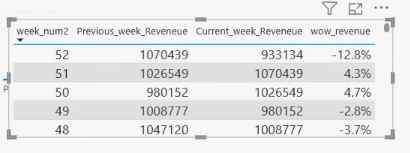 week_num2 Previous_week_Reveneue Current_week_Reveneue wow_revenue
52 1070439 933134 -12.8%
51 1026549 1070439 4.3%
50 980152 1026549 4.7%
49 1008777 980152 -2.8%
48 1047120 1008777 -3.7%
P